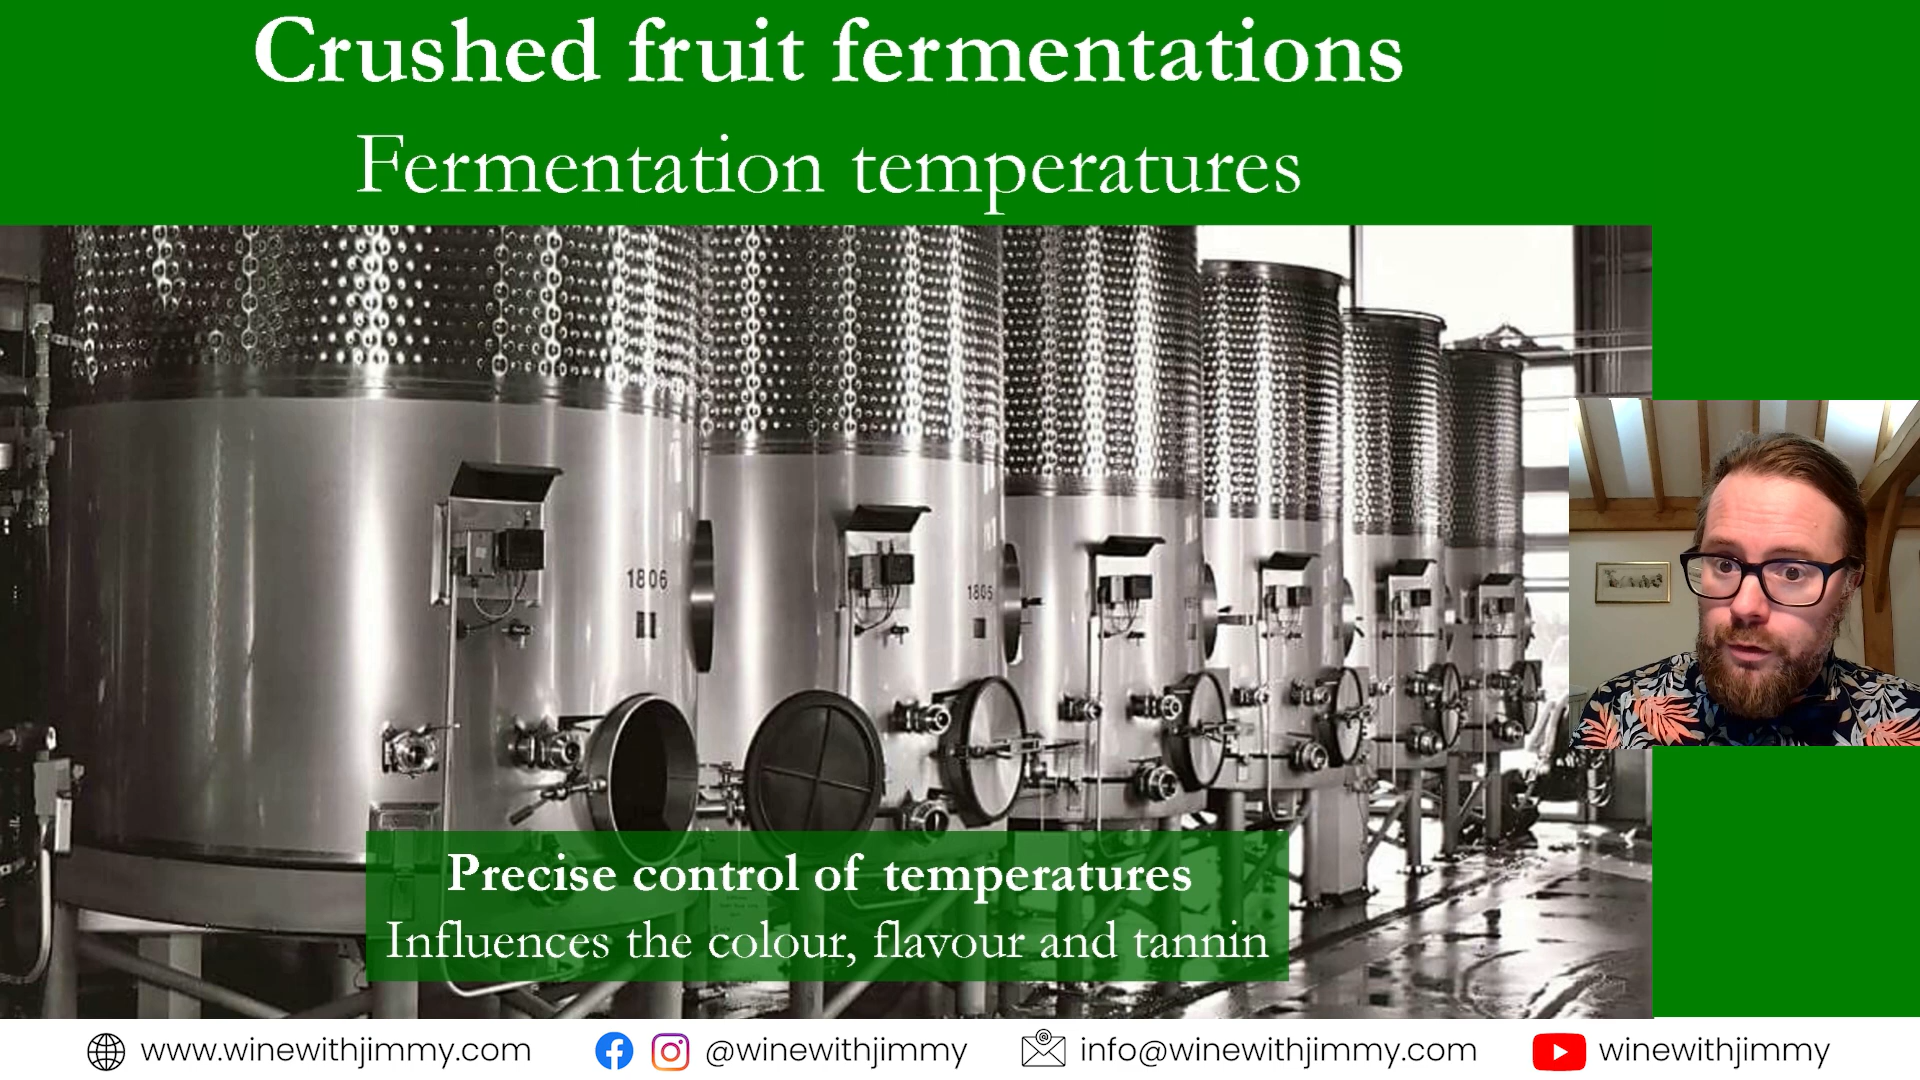 Crushed fruit fermentations
Fermentation temperatures
1806
1805
Precise control of temperatures
Influences the colour, flavour and tannin
www.winewithjimmy.com
@winewithjimmy
info@winewithjimmy.com
winewithjimmy